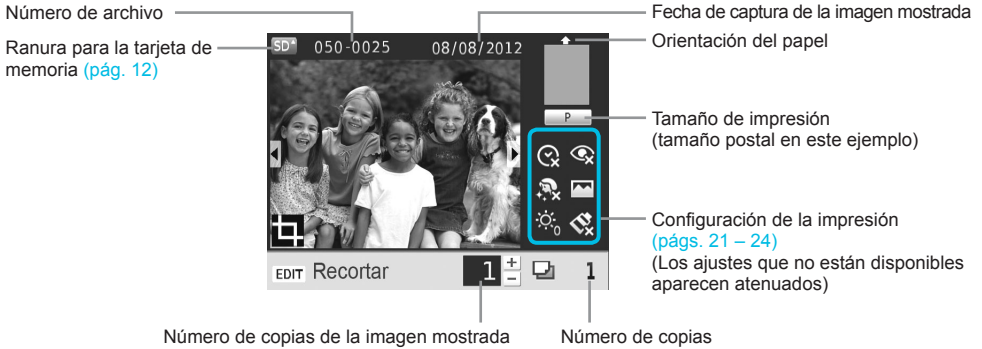 Número de archivo
Fecha de captura de la imagen mostrada
Ranura para la tarjeta de
memoria (pág. 12)
SD
050-0025
08/08/2012
Orientación del papel
P
Tamaño de impresión
(tamaño postal en este ejemplo)
Configuración de la impresión
(págs. 21 – 24)
(Los ajustes que no están disponibles
aparecen atenuados)
0
EDIT Recortar
1
+
−
1
Número de copias de la imagen mostrada
Número de copias